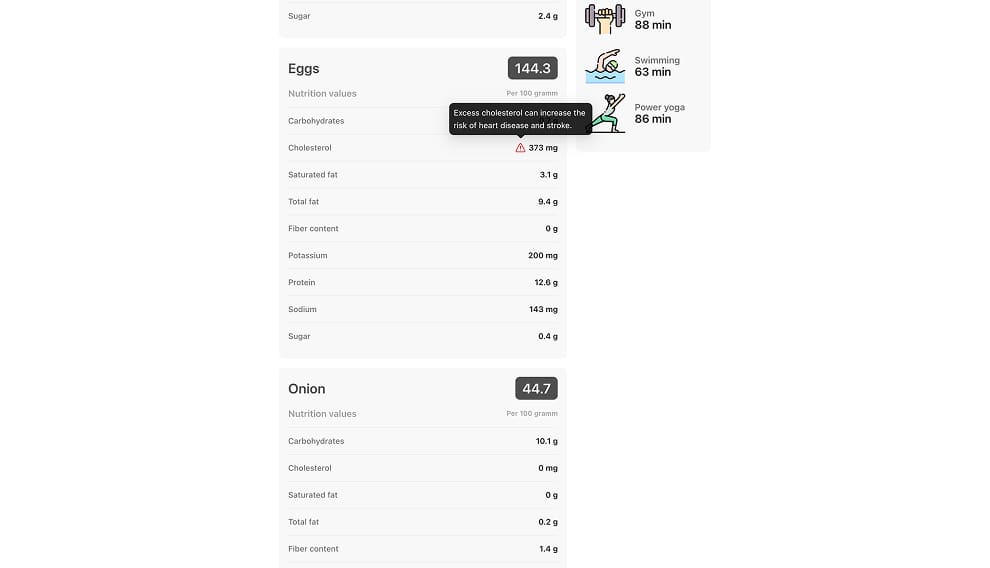 Sugar 2.4 g
Eggs 144.3
Nutrition values Per 100 gramm
Carbohydrates
Excess cholesterol can increase the
risk of heart disease and stroke.
Cholesterol 373 mg
Saturated fat 3.1 g
Total fat 9.4 g
Fiber content 0 g
Potassium 200 mg
Protein 12.6 g
Sodium 143 mg
Sugar 0.4 g
Onion 44.7
Nutrition values Per 100 gramm
Carbohydrates 10.1 g
Cholesterol 0 mg
Saturated fat 0 g
Total fat 0.2 g
Fiber content 1.4 g
Gym
88 min
Swimming
63 min
Power yoga
86 min